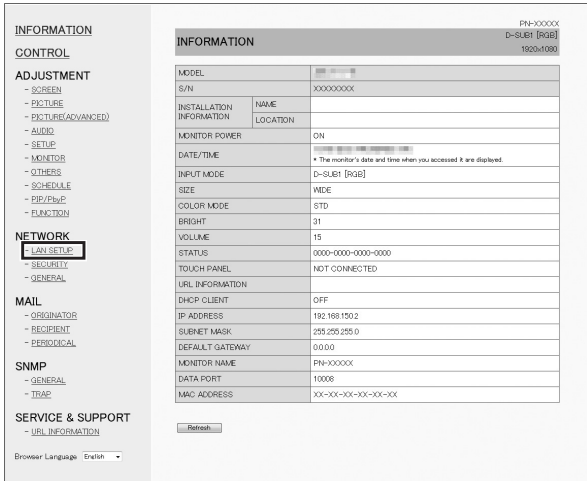 INFORMATION
CONTROL
ADJUSTMENT
- SCREEN
- PICTURE
- PICTURE(ADVANCED)
- AUDIO
- SETUP
- MONITOR
- OTHERS
- SCHEDULE
- PIP/PbyP
- FUNCTION
NETWORK
- LAN SETUP
- SECURITY
- GENERAL
MAIL
- ORIGINATOR
- RECIPIENT
- PERIODICAL
SNMP
- GENERAL
- TRAP
SERVICE & SUPPORT
- URL INFORMATION
Browser Language English
PN-XXXXX
INFORMATION D-SUB1 [RGB]
1920x1080
MODEL
S/N XXXXXXXX
INSTALLATION INFORMATION NAME
LOCATION
MONITOR POWER ON
DATE/TIME
* The monitor's date and time when you accessed it are displayed.
INPUT MODE D-SUB1 [RGB]
SIZE WIDE
COLOR MODE STD
BRIGHT 31
VOLUME 15
STATUS 0000-0000-0000-0000
TOUCH PANEL NOT CONNECTED
URL INFORMATION
DHCP CLIENT OFF
IP ADDRESS 192.168.150.2
SUBNET MASK 255.255.255.0
DEFAULT GATEWAY 0.0.0.0
MONITOR NAME PN-XXXXX
DATA PORT 10008
MAC ADDRESS XX-XX-XX-XX-XX-XX
Refresh